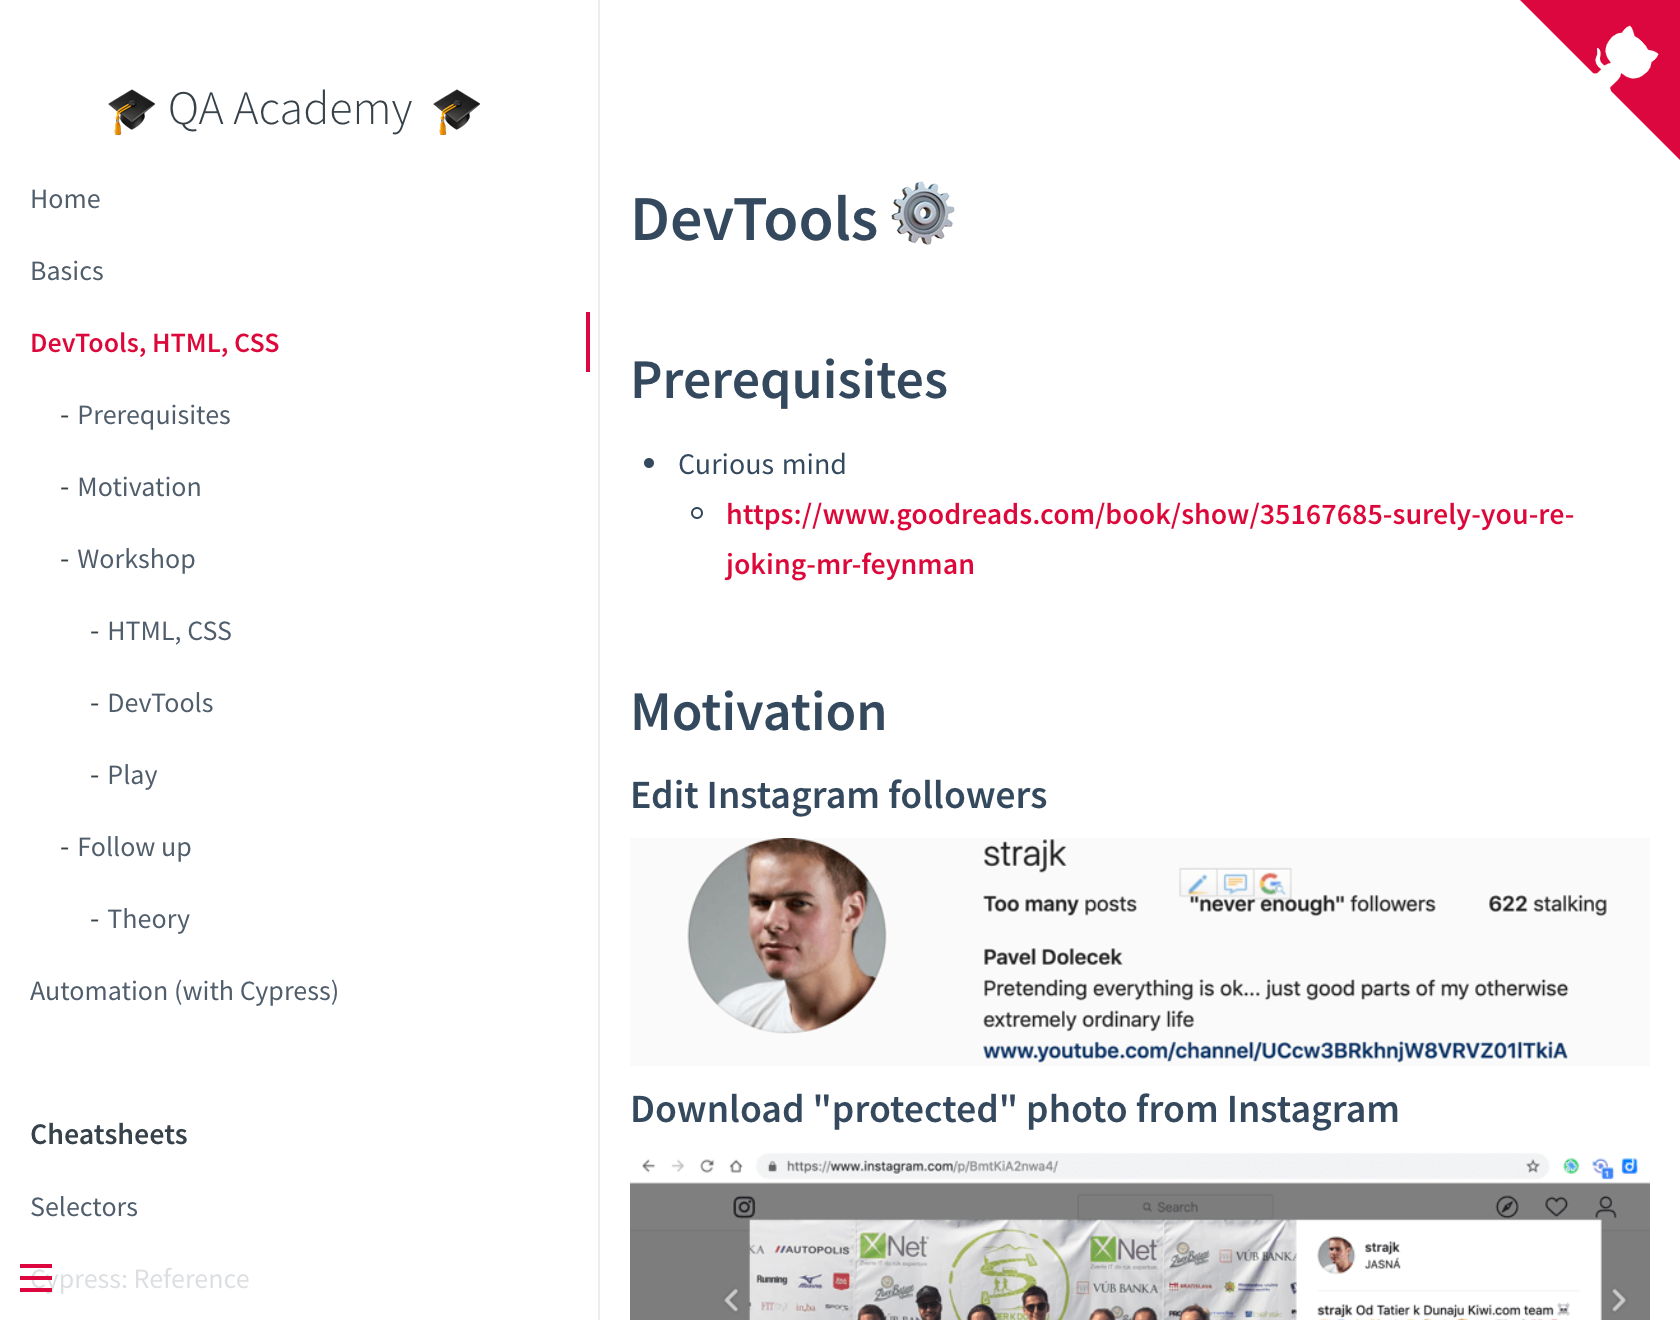 QA Academy
Home
Basics
DevTools, HTML, CSS
- Prerequisites
- Motivation
- Workshop
- HTML, CSS
- DevTools
- Play
- Follow up
- Theory
Automation (with Cypress)
Cheatsheets
Selectors
Cypress: Reference
DevTools
Prerequisites
Curious mind
https://www.goodreads.com/book/show/35167685-surely-you-re-
joking-mr-feynman
Motivation
Edit Instagram followers
strajk
Too many posts "never enough" followers 622 stalking
Pavel Dolecek
Pretending everything is ok... just good parts of my otherwise
extremely ordinary life
www.youtube.com/channel/UCcw3BRkhnjW8VRVZ01lTkiA
Download "protected" photo from Instagram
https://www.instagram.com/p/BmtKiA2nwa4/
Search
//AUTOPOLIS XNet XNet VÚB BANKA
Running VÚB BANKA
strajk
JASNÁ
strajk Od Tatier k Dunaju Kiwi.com team